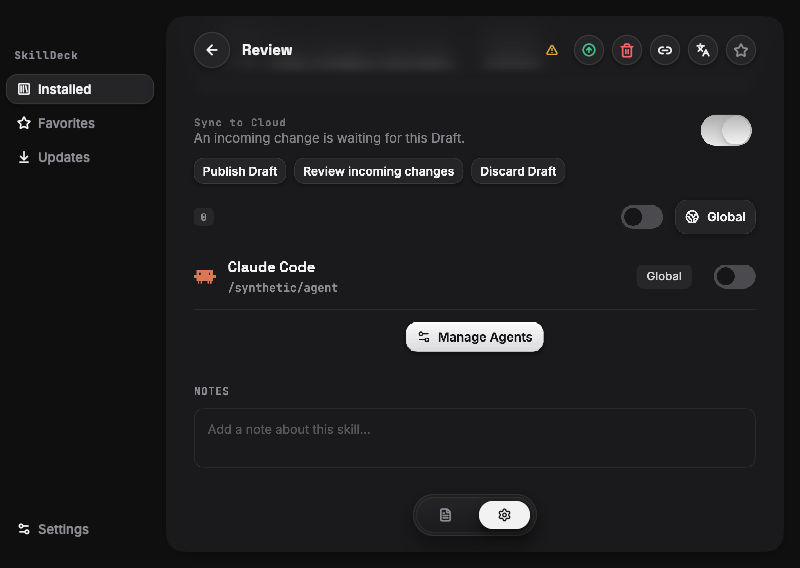 SkillDeck
Installed
Favorites
Updates
Settings
Review
Sync to Cloud
An incoming change is waiting for this Draft.
Publish Draft
Review incoming changes
Discard Draft
0
Global
Claude Code
/synthetic/agent
Global
Manage Agents
NOTES
Add a note about this skill...